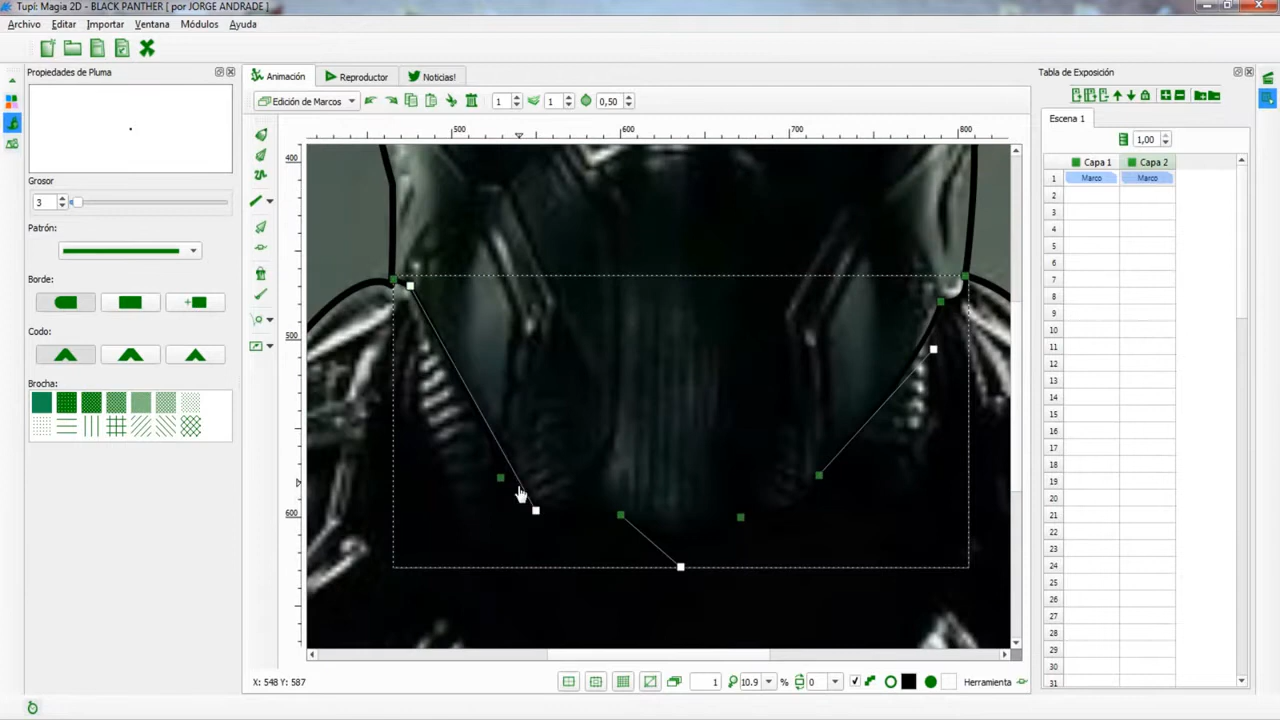 Tupí: Magia 2D - BLACK PANTHER [ por JORGE ANDRADE ]
Archivo Editar Importar Ventana Módulos Ayuda
Propiedades de Pluma
Animación Reproductor Noticias!
Tabla de Exposición
Edición de Marcos 1 1 0,50
Escena 1
500 600 700 800
1,00
400
Capa 1 Capa 2
1 Marco Marco
Grosor
2
3
3
4
Patrón:
5
6
7
Borde:
8
9
500
10
Codo:
11
12
13
Brocha:
14
15
16
17
18
19
20
600
21
22
23
24
25
26
27
28
29
30
31
X: 548 Y: 587 1 10.9 % 0 Herramienta